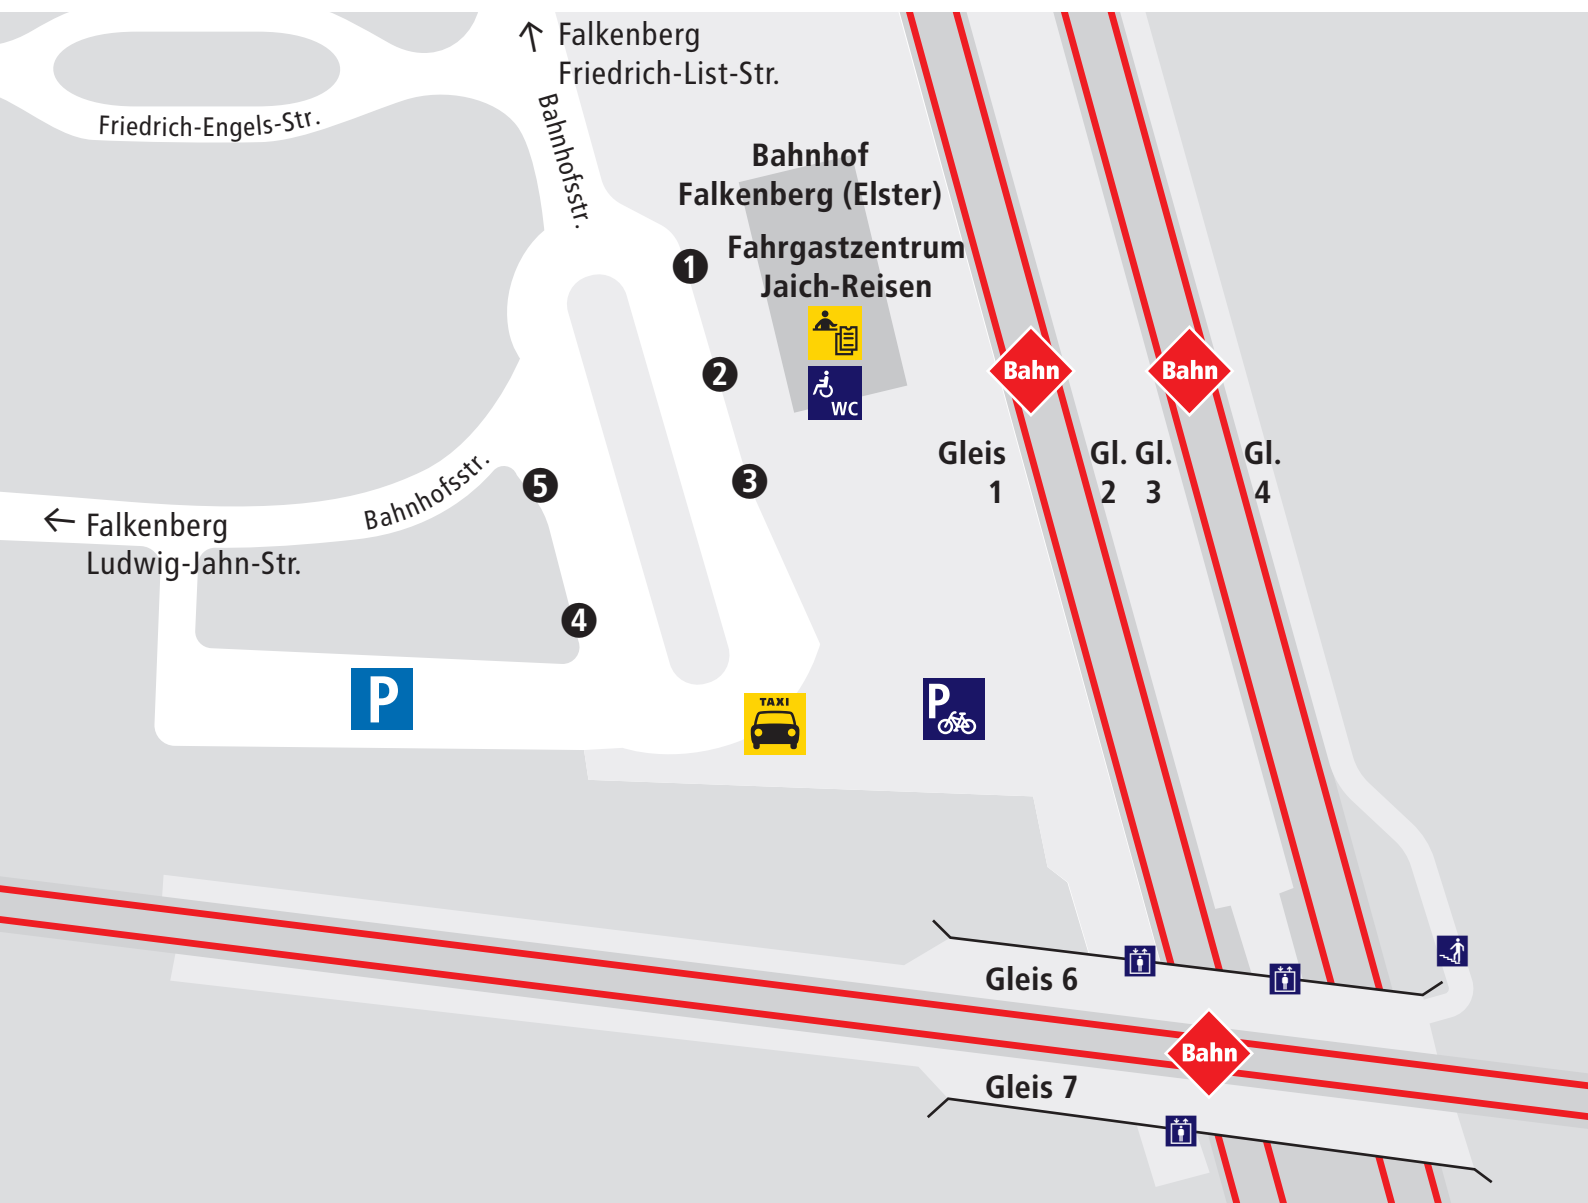 Falkenberg
Friedrich-List-Str.
Friedrich-Engels-Str.
Bahnhofsstr.
Bahnhof
Falkenberg (Elster)
Fahrgastzentrum
Jaich-Reisen
WC
1
2
3
4
5
Bahn
Bahn
Gleis
1
Gl.
2
Gl.
3
Gl.
4
Bahnhofsstr.
Falkenberg
Ludwig-Jahn-Str.
P
TAXI
P
Gleis 6
Bahn
Gleis 7